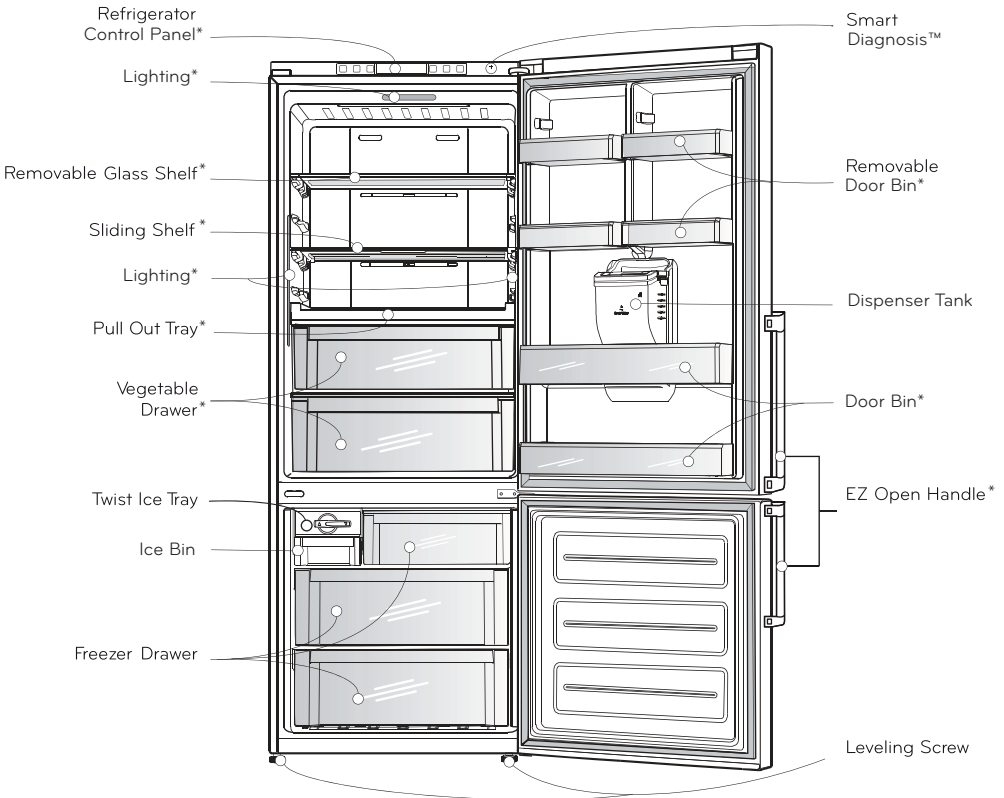 Refrigerator
Control Panel*
Lighting*
Removable Glass Shelf*
Sliding Shelf *
Lighting*
Pull Out Tray*
Vegetable
Drawer*
Twist Ice Tray
Ice Bin
Freezer Drawer
Smart
Diagnosis™
Removable
Door Bin*
Dispenser Tank
Door Bin*
EZ Open Handle*
Leveling Screw